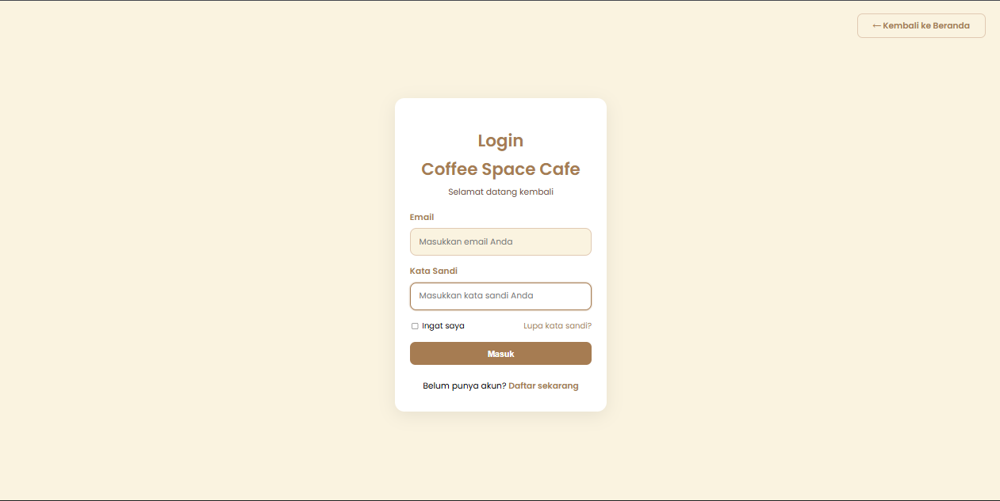 ← Kembali ke Beranda
Login
Coffee Space Cafe
Selamat datang kembali
Email
Masukkan email Anda
Kata Sandi
Masukkan kata sandi Anda
Ingat saya Lupa kata sandi?
Masuk
Belum punya akun? Daftar sekarang